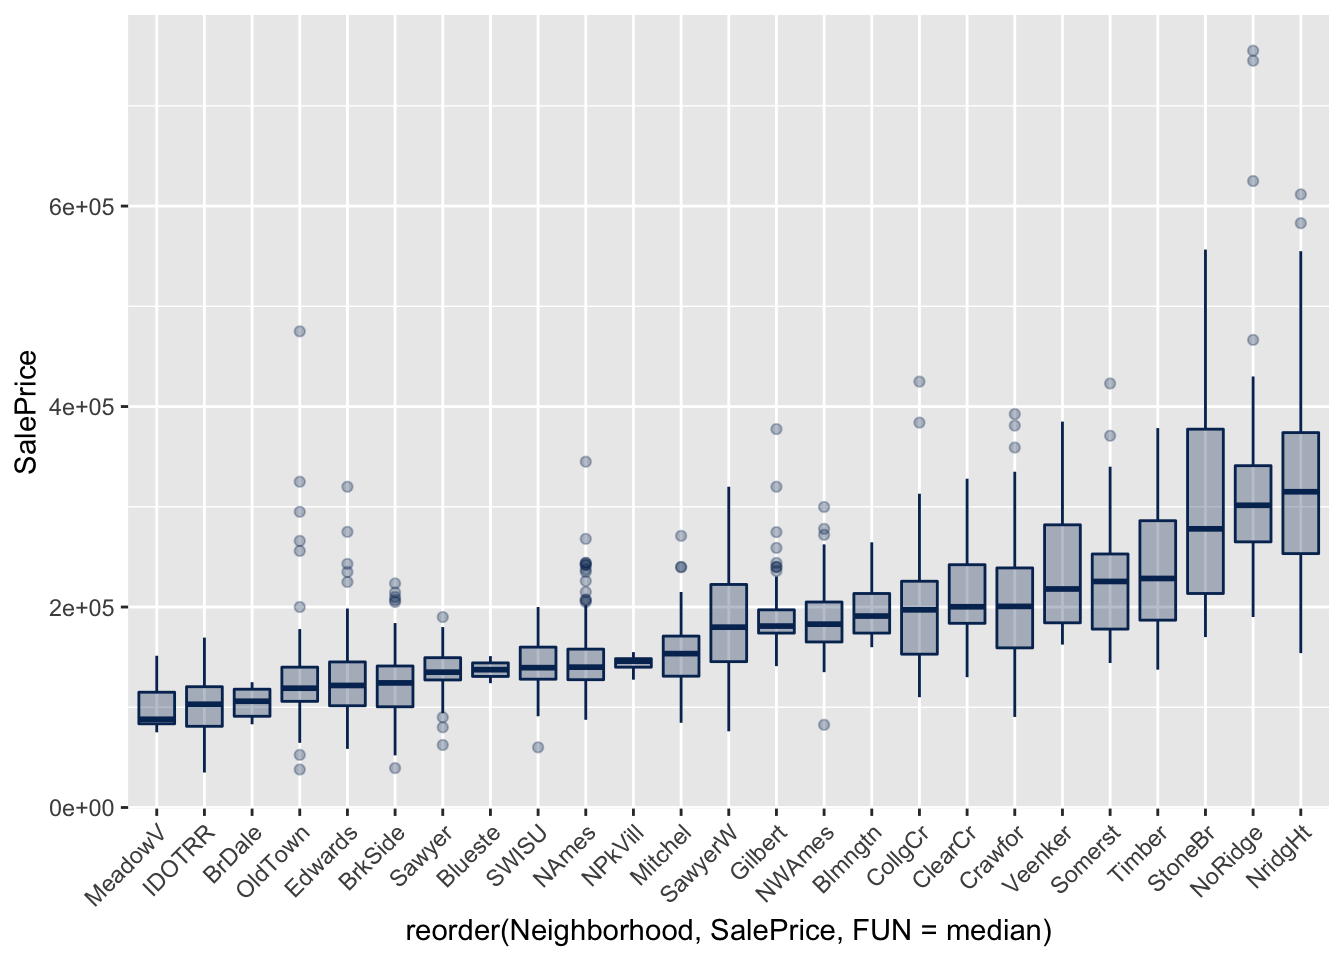 SalePrice
6e+05
4e+05
2e+05
0e+00
MeadowV
IDOTRR
BrDale
OldTown
Edwards
BrkSide
Sawyer
Blueste
SWISU
NAmes
NPkVill
Mitchel
SawyerW
Gilbert
NWAmes
Blmngtn
CollgCr
ClearCr
Crawfor
Veenker
Somerst
Timber
StoneBr
NoRidge
NridgHt
reorder(Neighborhood, SalePrice, FUN = median)